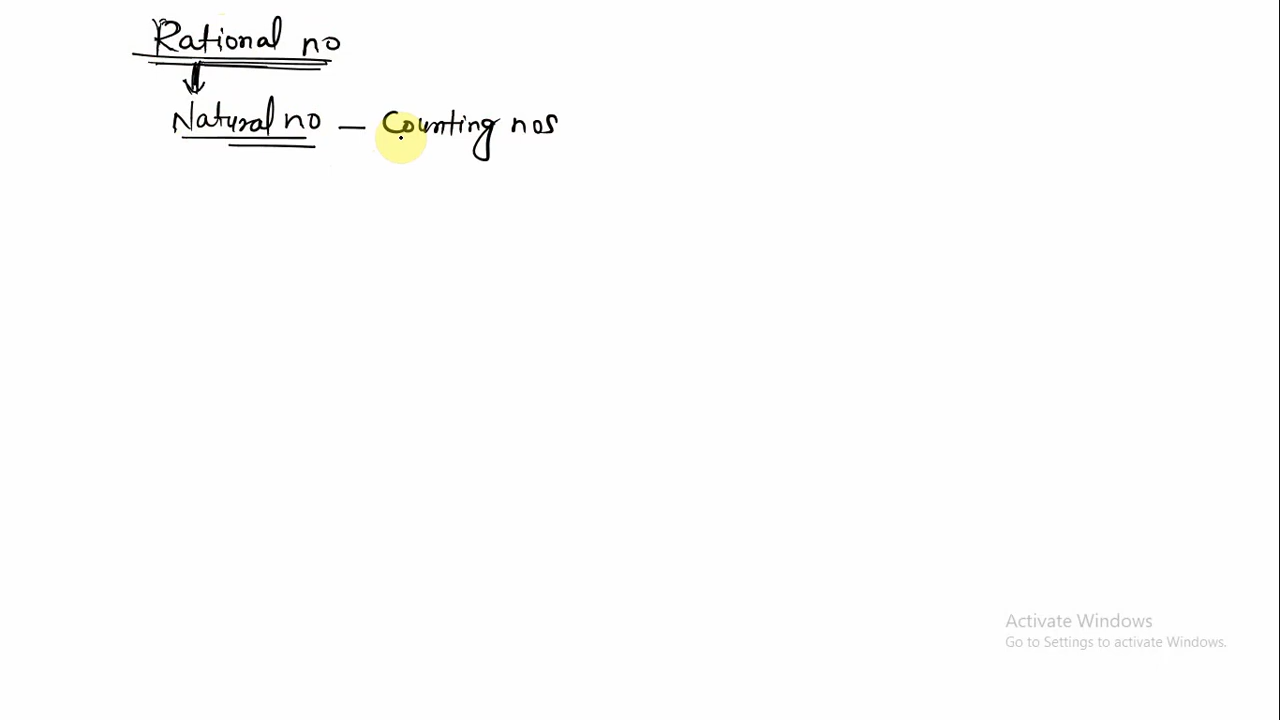 Rational no
Natural no — Counting nos
Activate Windows
Go to Settings to activate Windows.